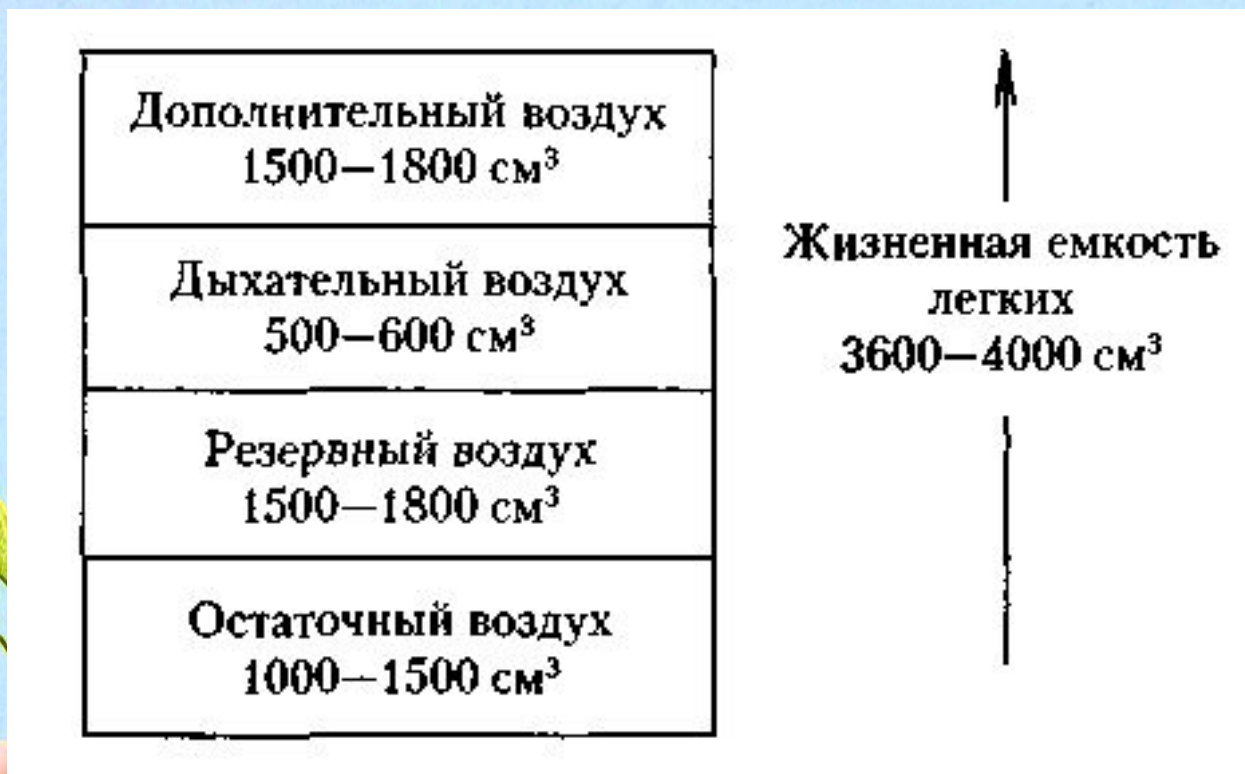 Дополнительный воздух
1500—1800 см³
Дыхательный воздух
500—600 см³
Резервный воздух
1500—1800 см³
Остаточный воздух
1000—1500 см³
Жизненная емкость
легких
3600—4000 см³